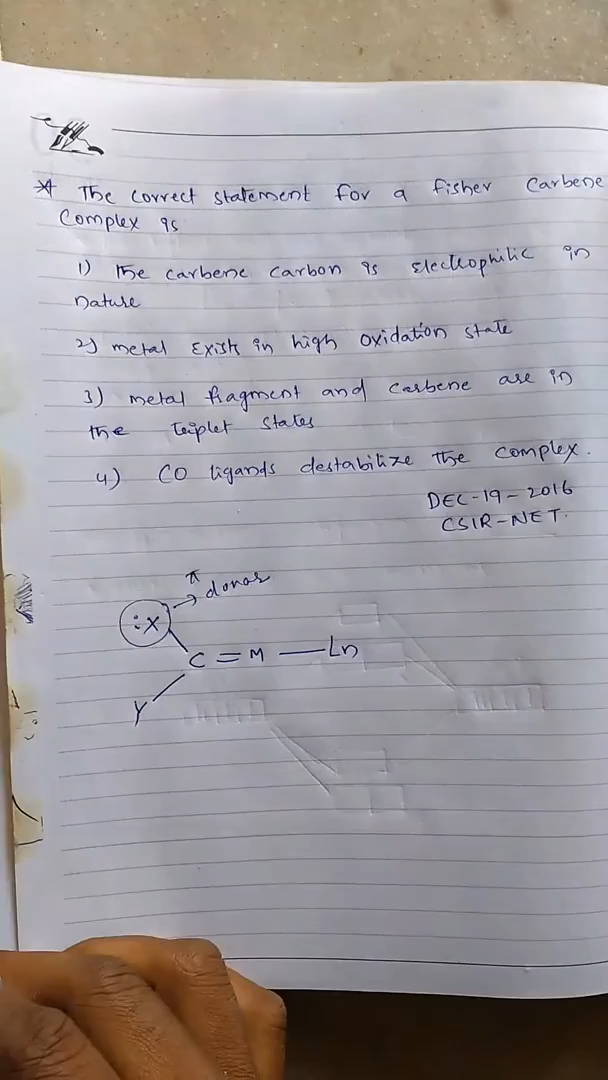 * The correct statement for a fisher Carbene
Complex is
1) The carbene carbon is Electrophilic in
nature
2) metal Exists in high oxidation state
3) metal fragment and carbene are in
the triplet states
4) CO ligands destabilize the complex.
DEC-19-2016
CSIR-NET.
π
→ donor
:X
C = M — Ln
Y